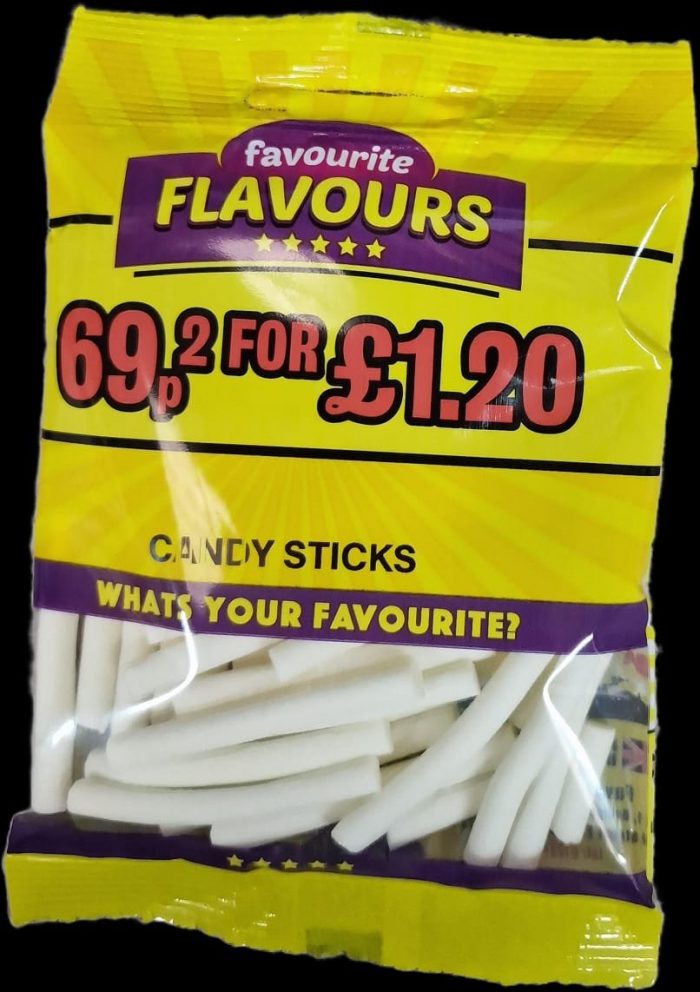 favourite
FLAVOURS
69p 2 FOR £1.20
CANDY STICKS
WHATS YOUR FAVOURITE?